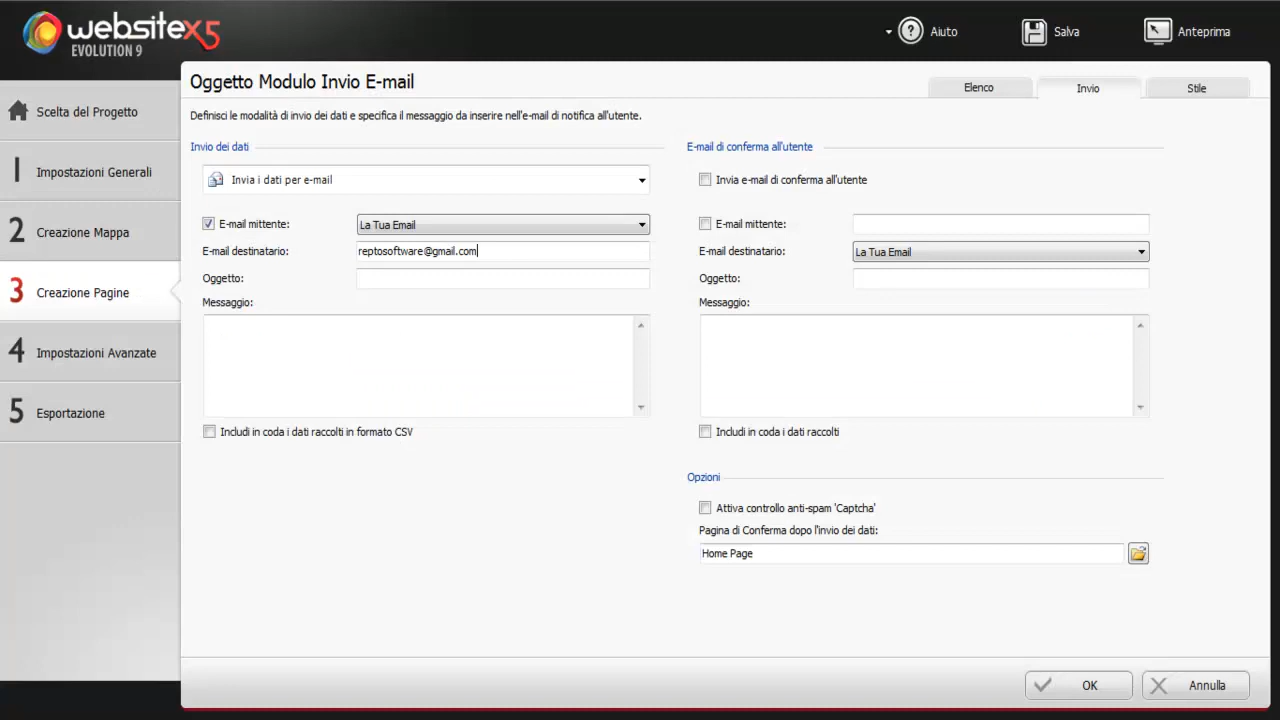 websitex5
EVOLUTION 9
Aiuto
Salva
Anteprima
Scelta del Progetto
1 Impostazioni Generali
2 Creazione Mappa
3 Creazione Pagine
4 Impostazioni Avanzate
5 Esportazione
Oggetto Modulo Invio E-mail
Elenco
Invio
Stile
Definisci le modalità di invio dei dati e specifica il messaggio da inserire nell'e-mail di notifica all'utente.
Invio dei dati
Invia i dati per e-mail
E-mail mittente: La Tua Email
E-mail destinatario: reptosoftware@gmail.com
Oggetto:
Messaggio:
Includi in coda i dati raccolti in formato CSV
E-mail di conferma all'utente
Invia e-mail di conferma all'utente
E-mail mittente:
E-mail destinatario: La Tua Email
Oggetto:
Messaggio:
Includi in coda i dati raccolti
Opzioni
Attiva controllo anti-spam 'Captcha'
Pagina di Conferma dopo l'invio dei dati:
Home Page
OK
Annulla